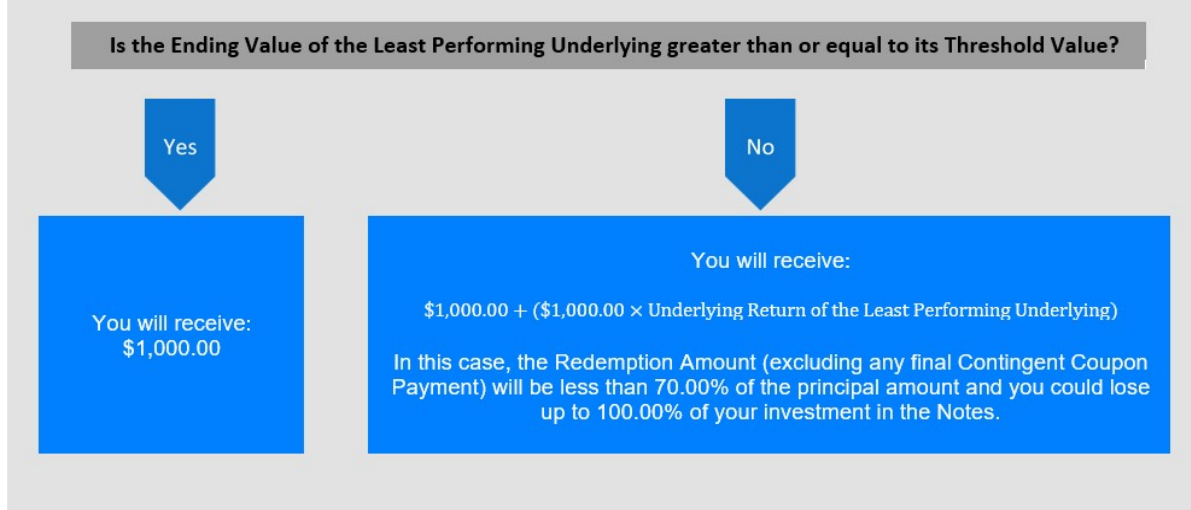 Is the Ending Value of the Least Performing Underlying greater than or equal to its Threshold Value?
Yes
No
You will receive:
$1,000.00
You will receive:
$1,000.00 + ($1,000.00 × Underlying Return of the Least Performing Underlying)
In this case, the Redemption Amount (excluding any final Contingent Coupon
Payment) will be less than 70.00% of the principal amount and you could lose
up to 100.00% of your investment in the Notes.